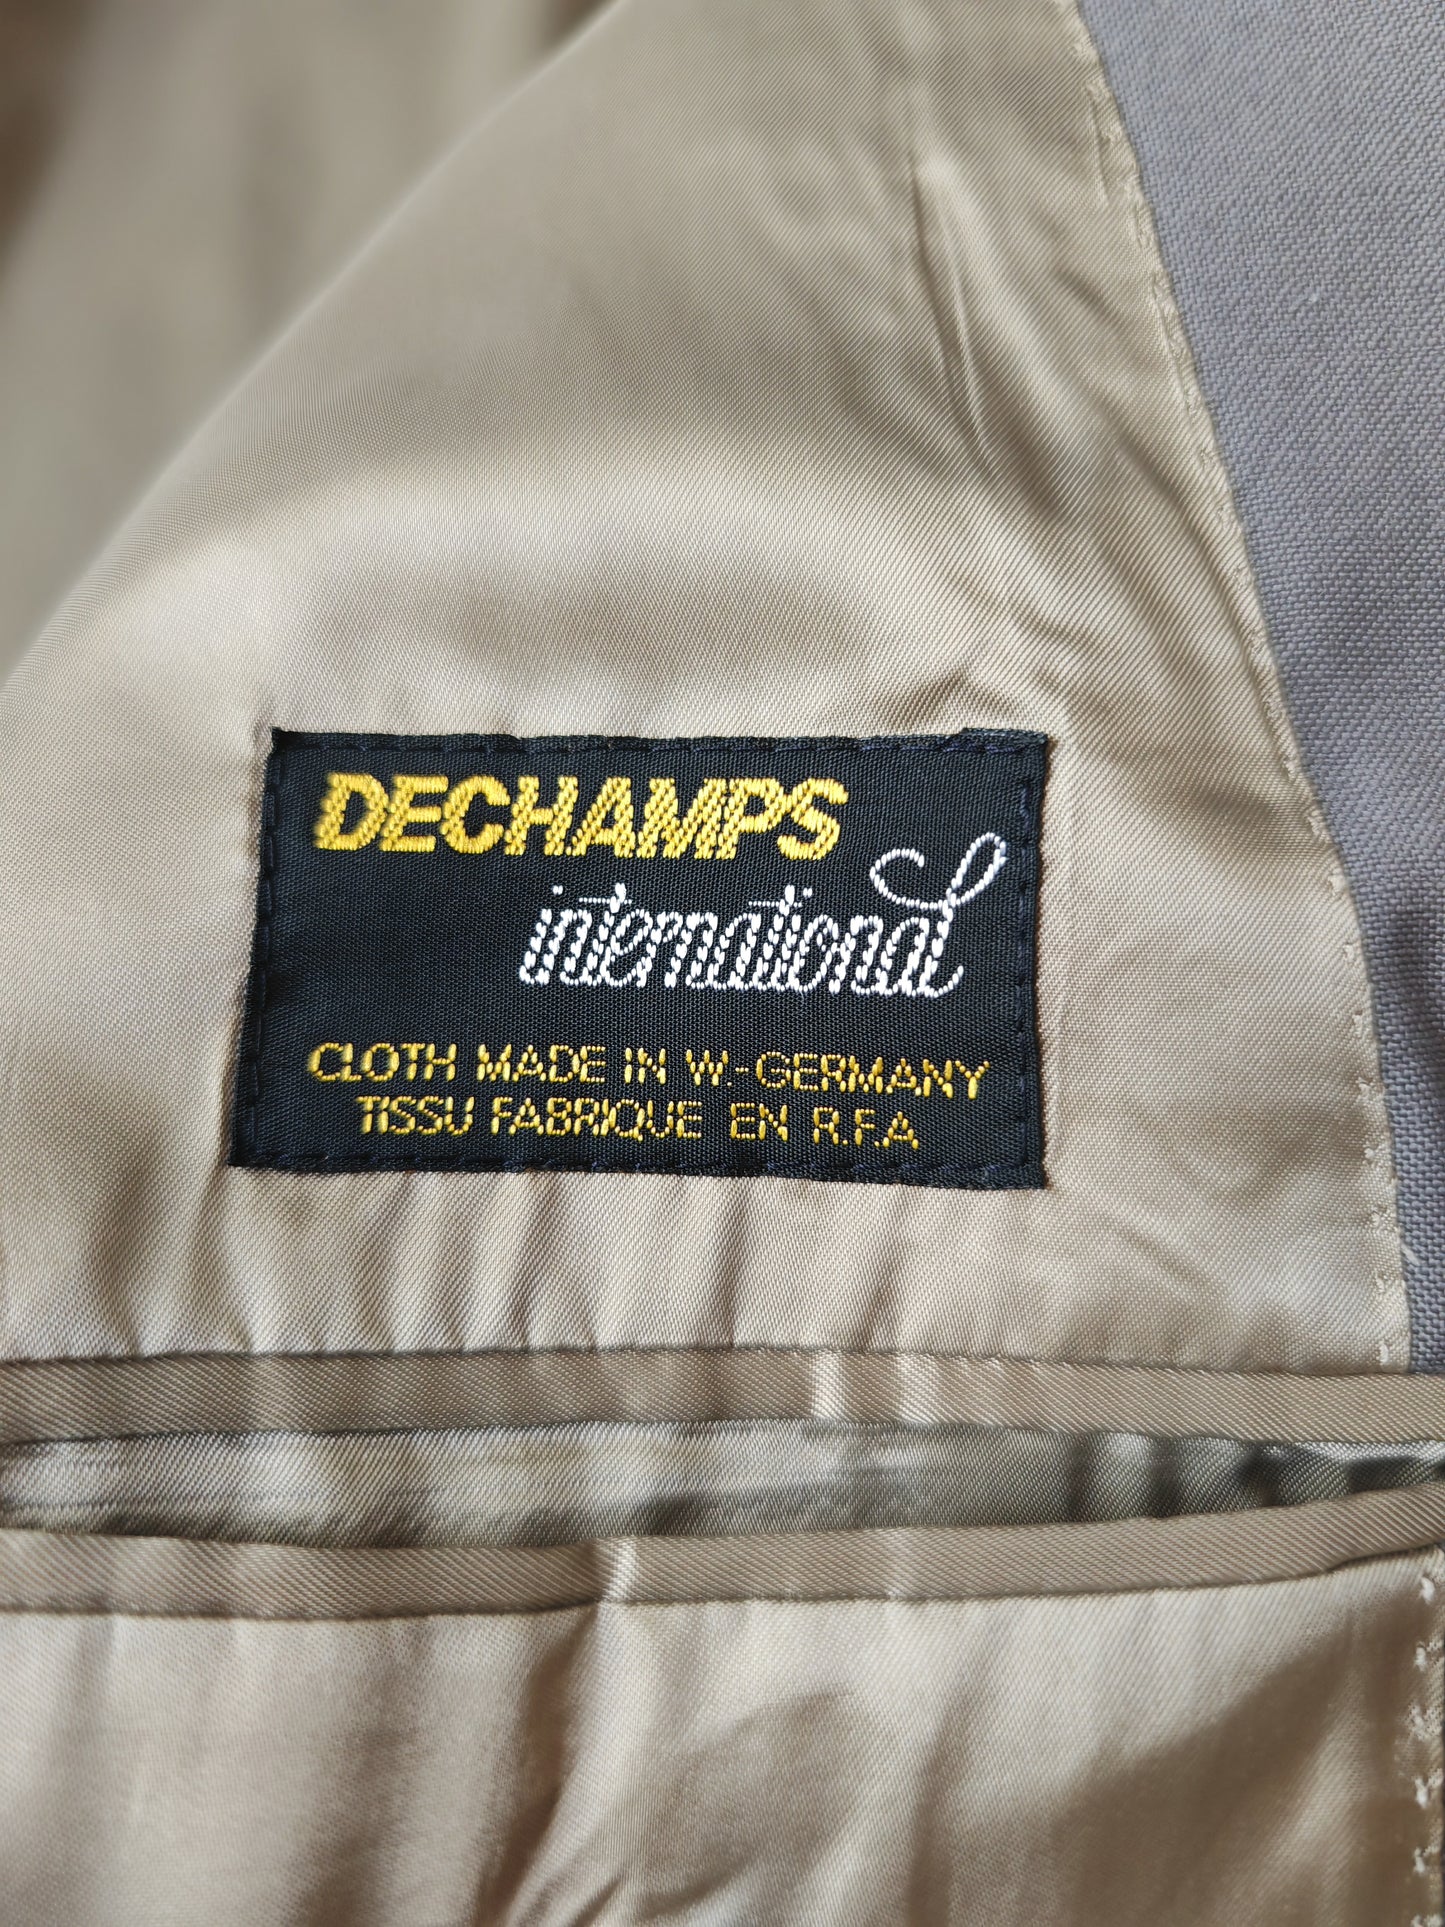 DECHAMPS
international
CLOTH MADE IN W.-GERMANY
TISSU FABRIQUE EN R.F.A